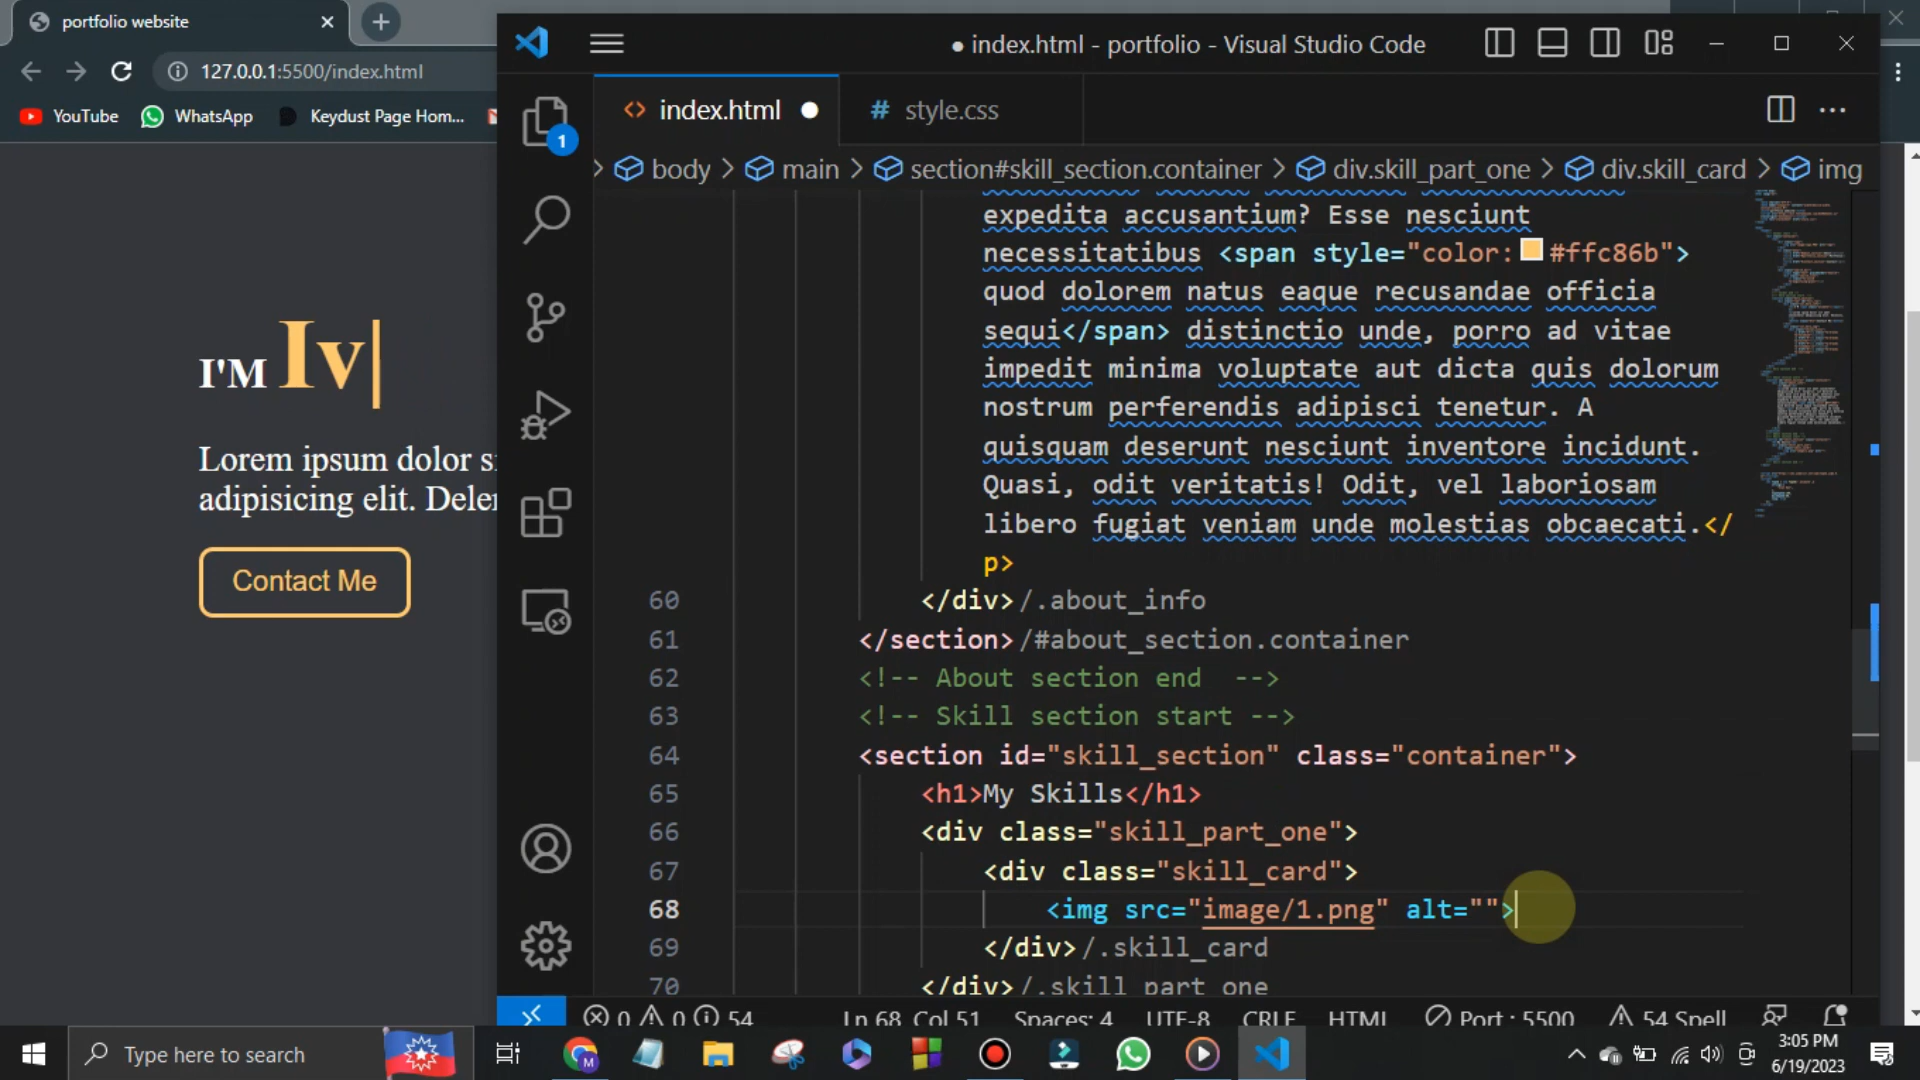 portfolio website
127.0.0.1:5500/index.html
YouTube
WhatsApp
Keydust Page Hom...
I'M Iv|
Lorem ipsum dolor s
adipisicing elit. Deler
Contact Me
● index.html - portfolio - Visual Studio Code
<> index.html ●
# style.css
1
> body > main > section#skill_section.container > div.skill_part_one > div.skill_card > img
expedita accusantium? Esse nesciunt
necessitatibus <span style="color:#ffc86b">
quod dolorem natus eaque recusandae officia
sequi</span> distinctio unde, porro ad vitae
impedit minima voluptate aut dicta quis dolorum
nostrum perferendis adipisci tenetur. A
quisquam deserunt nesciunt inventore incidunt.
Quasi, odit veritatis! Odit, vel laboriosam
libero fugiat veniam unde molestias obcaecati.</
p>
60 </div>/.about_info
61 </section>/#about_section.container
62 <!-- About section end  -->
63 <!-- Skill section start -->
64 <section id="skill_section" class="container">
65 <h1>My Skills</h1>
66 <div class="skill_part_one">
67 <div class="skill_card">
68 <img src="image/1.png" alt="">
69 </div>/.skill_card
70 </div>/.skill_part_one
0 0 54 Ln 68, Col 51 Spaces: 4 UTF-8 CRLF HTML Port : 5500 54 Spell
Type here to search
3:05 PM
6/19/2023